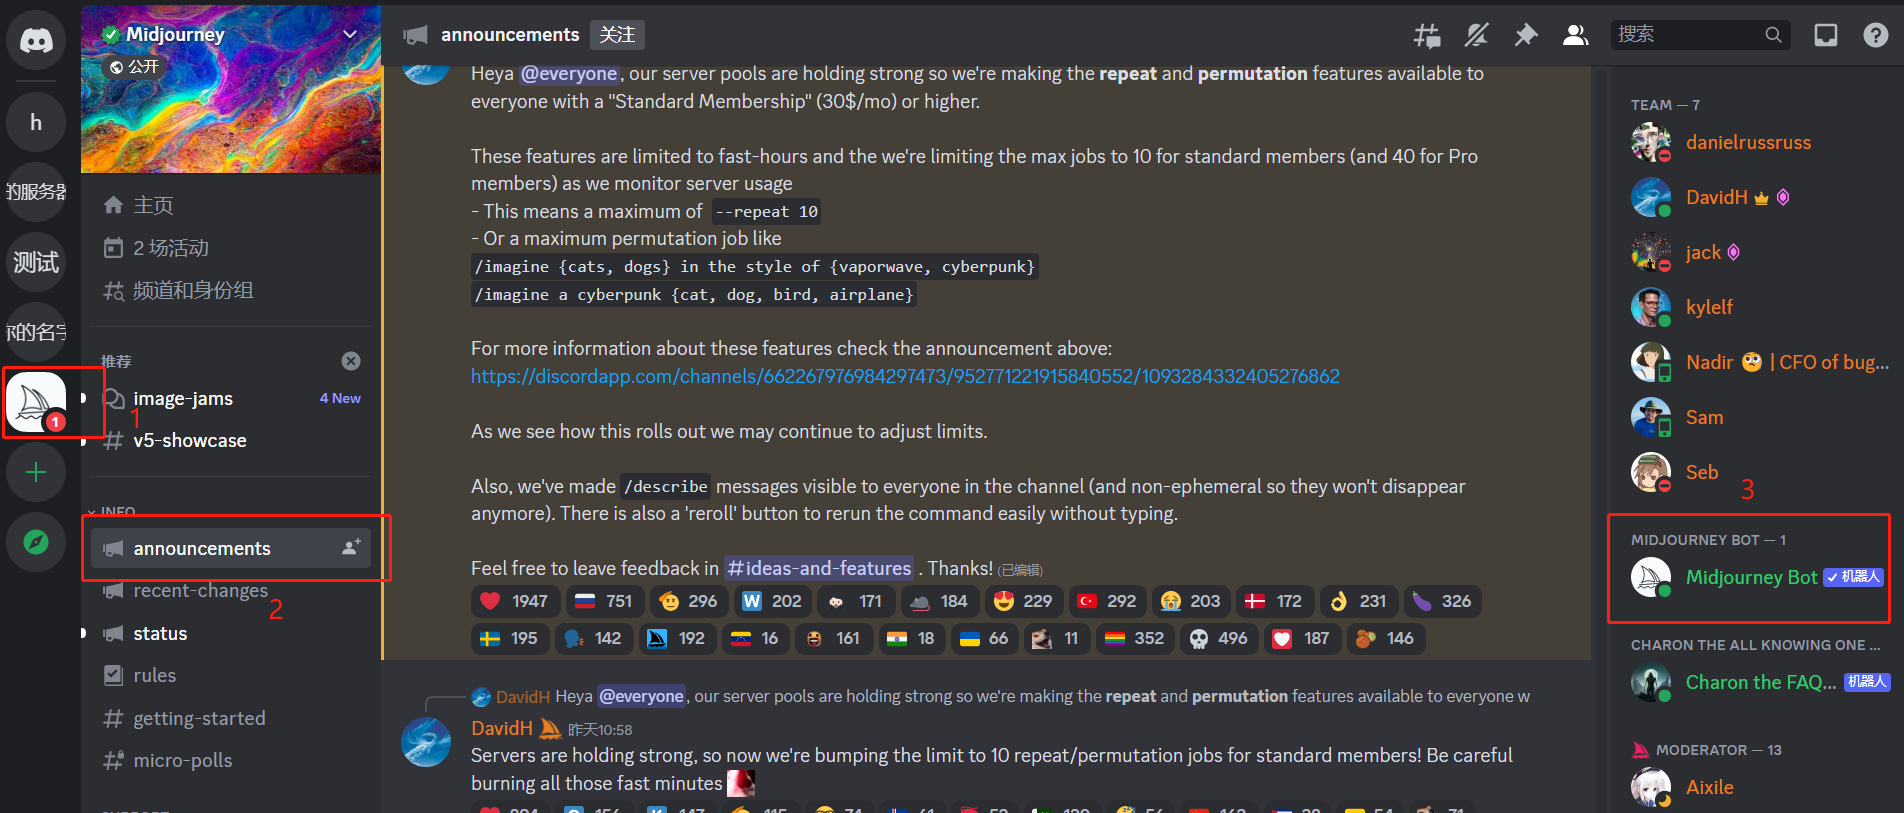 Midjourney
公开
announcements
关注
搜索
h
的服务器
测试
你的名字
1
主页
2 场活动
频道和身份组
推荐
image-jams
4 New
v5-showcase
1
INFO
announcements
recent-changes
2
status
rules
getting-started
micro-polls
SUPPORT
Heya @everyone, our server pools are holding strong so we're making the repeat and permutation features available to
everyone with a "Standard Membership" (30$/mo) or higher.
These features are limited to fast-hours and the we're limiting the max jobs to 10 for standard members (and 40 for Pro
members) as we monitor server usage
- This means a maximum of --repeat 10
- Or a maximum permutation job like
/imagine {cats, dogs} in the style of {vaporwave, cyberpunk}
/imagine a cyberpunk {cat, dog, bird, airplane}
For more information about these features check the announcement above:
https://discordapp.com/channels/662267976984297473/952771221915840552/1093284332405276862
As we see how this rolls out we may continue to adjust limits.
Also, we've made /describe messages visible to everyone in the channel (and non-ephemeral so they won't disappear
anymore). There is also a 'reroll' button to rerun the command easily without typing.
Feel free to leave feedback in #ideas-and-features . Thanks! (已编辑)
1947 751 296 W 202 171 184 229 292 203 172 231 326
195 142 192 16 161 18 66 11 352 496 187 146
DavidH Heya @everyone, our server pools are holding strong so we're making the repeat and permutation features available to everyone w
DavidH 昨天10:58
Servers are holding strong, so now we're bumping the limit to 10 repeat/permutation jobs for standard members! Be careful
burning all those fast minutes
TEAM — 7
danielrussruss
DavidH
jack
kylelf
Nadir | CFO of bug...
Sam
Seb
3
MIDJOURNEY BOT — 1
Midjourney Bot 机器人
CHARON THE ALL KNOWING ONE ...
Charon the FAQ... 机器人
MODERATOR — 13
Aixile